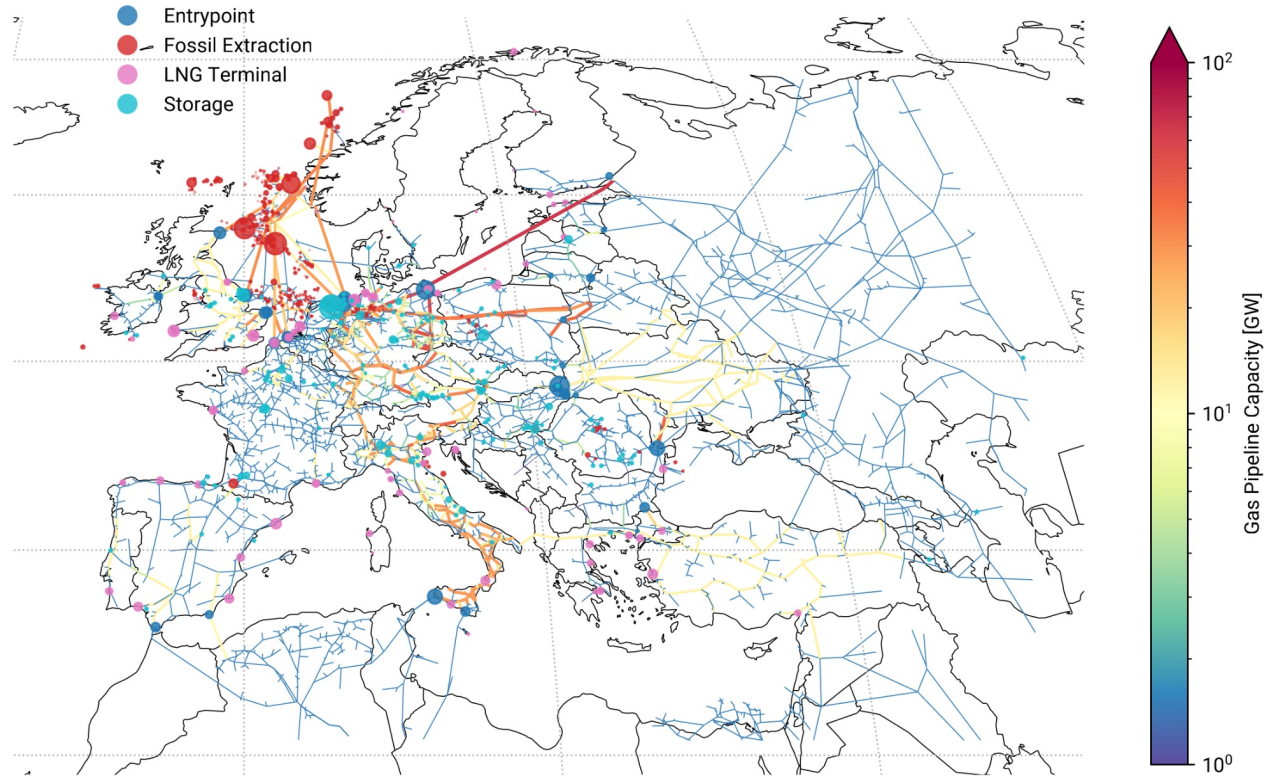 Entrypoint
Fossil Extraction
LNG Terminal
Storage
10²
10¹
10⁰
Gas Pipeline Capacity [GW]